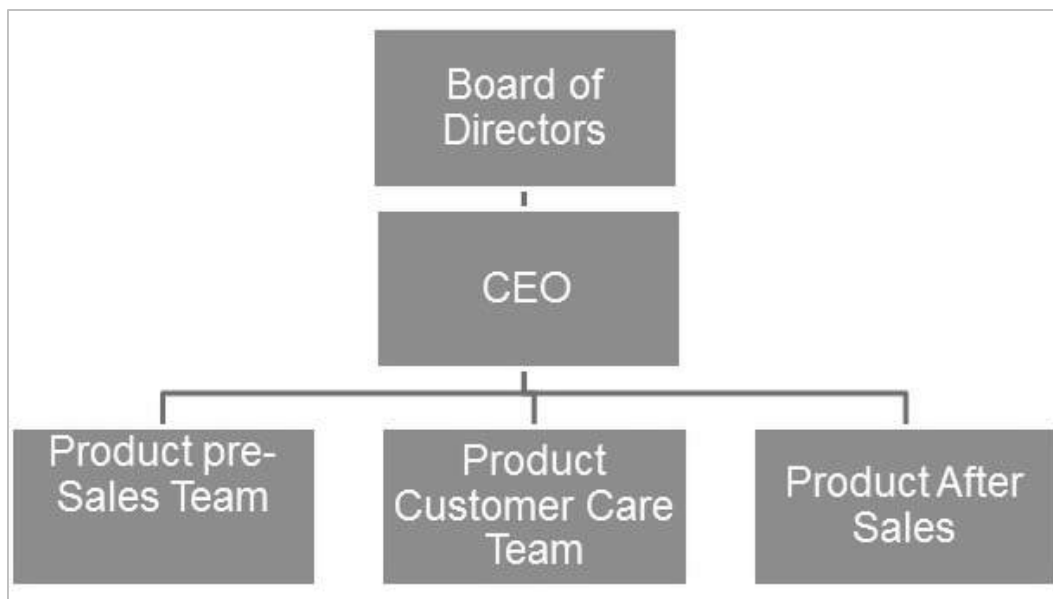 Board of
Directors
CEO
Product pre-
Sales Team
Product
Customer Care
Team
Product After
Sales